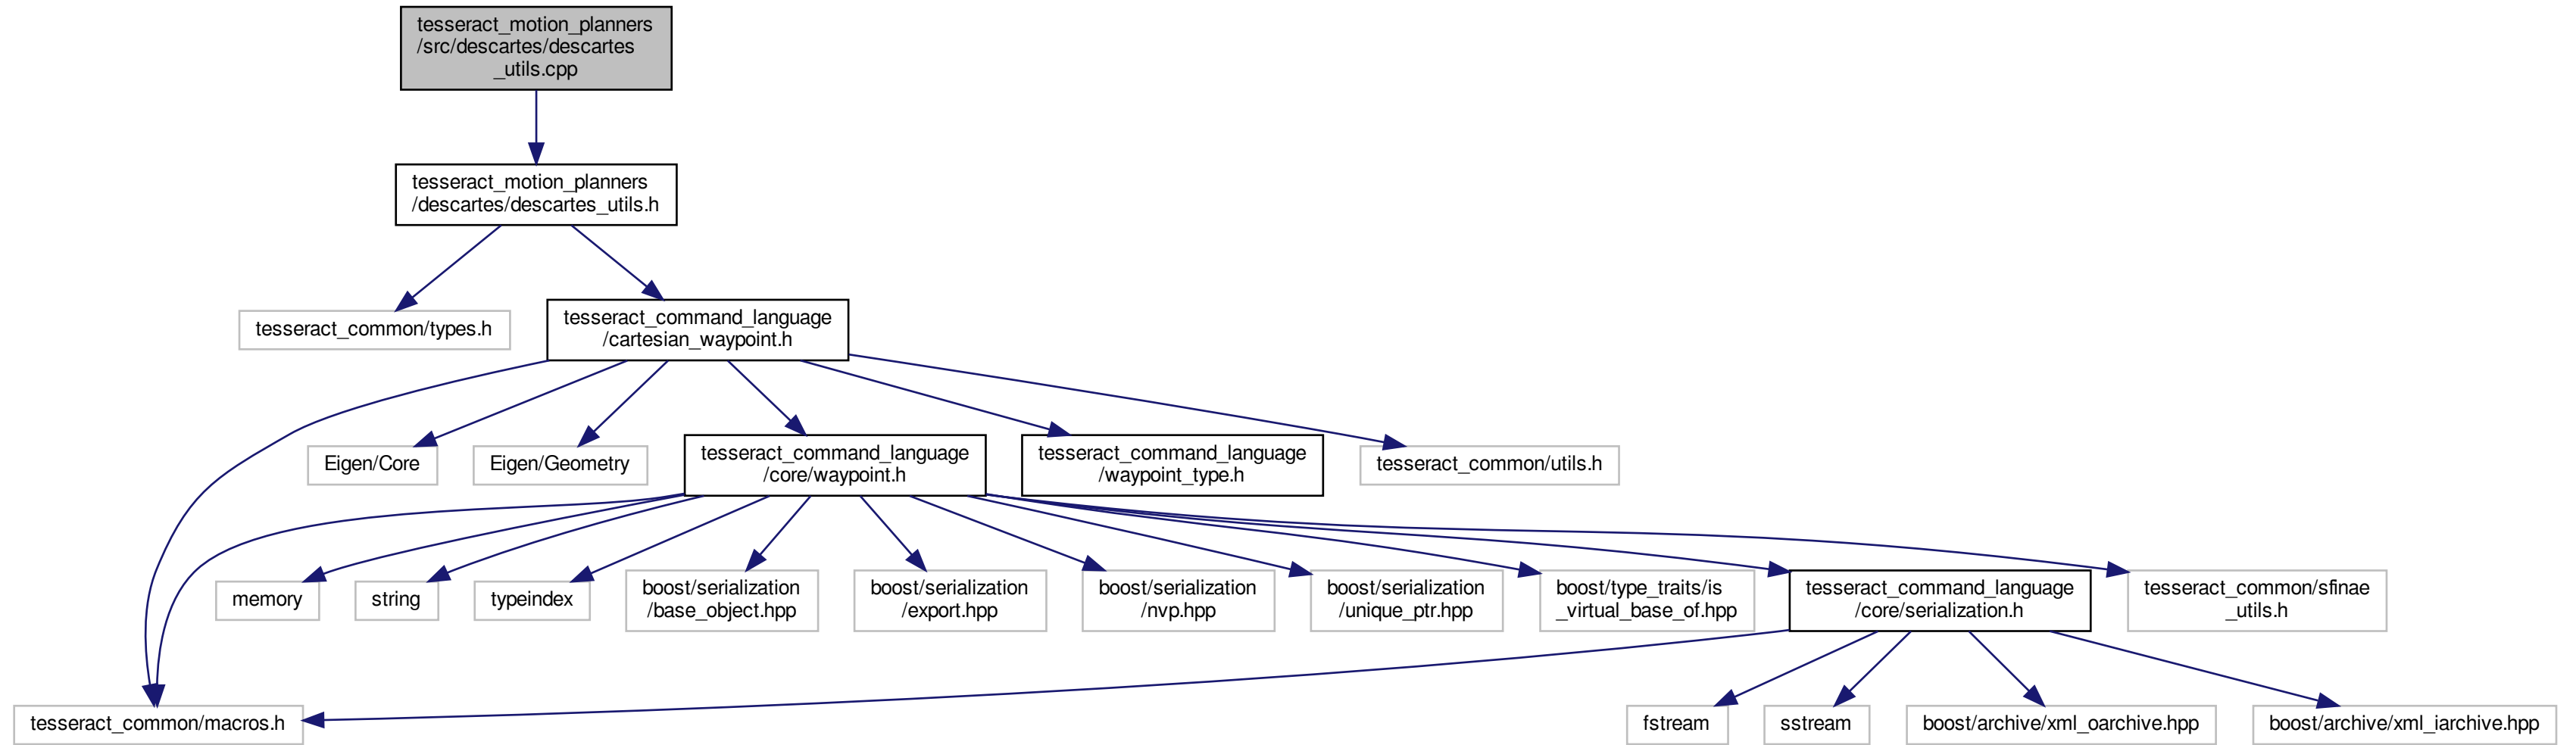 tesseract_motion_planners
/src/descartes/descartes
_utils.cpp
tesseract_motion_planners
/descartes/descartes_utils.h
tesseract_common/types.h
tesseract_command_language
/cartesian_waypoint.h
Eigen/Core
Eigen/Geometry
tesseract_command_language
/core/waypoint.h
tesseract_command_language
/waypoint_type.h
tesseract_common/utils.h
memory
string
typeindex
boost/serialization
/base_object.hpp
boost/serialization
/export.hpp
boost/serialization
/nvp.hpp
boost/serialization
/unique_ptr.hpp
boost/type_traits/is
_virtual_base_of.hpp
tesseract_command_language
/core/serialization.h
tesseract_common/sfinae
_utils.h
tesseract_common/macros.h
fstream
sstream
boost/archive/xml_oarchive.hpp
boost/archive/xml_iarchive.hpp